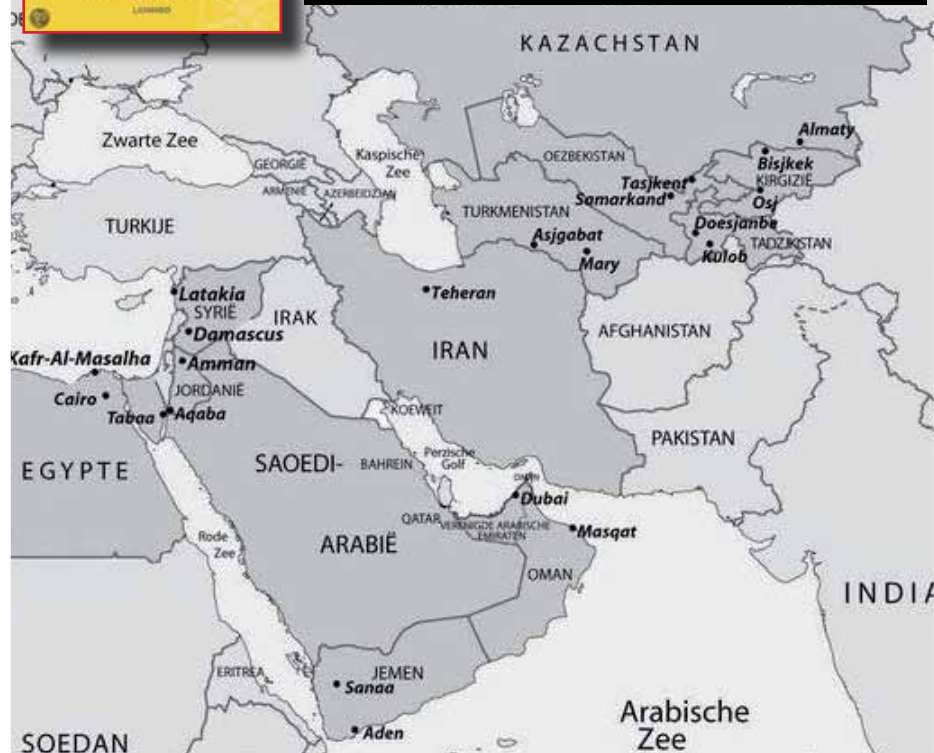 KAZACHSTAN
Zwarte Zee
GEORGIË
Kaspische
Zee
OEZBEKISTAN
Almaty
Bisjkek
KIRGIZIË
Tasjkent
Samarkand
Osj
ARMENIË
AZERBEIDZJAN
TURKMENISTAN
Doesjanbe
TADZJIKISTAN
Kulob
TURKIJE
Asjgabat
Mary
Latakia
SYRIË
IRAK
Teheran
Damascus
AFGHANISTAN
IRAN
Kafr-Al-Masalha
Amman
JORDANIË
Cairo
Tabaa
Aqaba
KOEWEIT
PAKISTAN
EGYPTE
SAOEDI-
ARABIË
BAHREIN
Perzische
Golf
OMAN
Dubai
QATAR
VERENIGDE ARABISCHE
EMIRATEN
Masqat
Rode
Zee
OMAN
INDIA
ERITREA
JEMEN
Sanaa
Aden
Arabische
Zee
SOEDAN